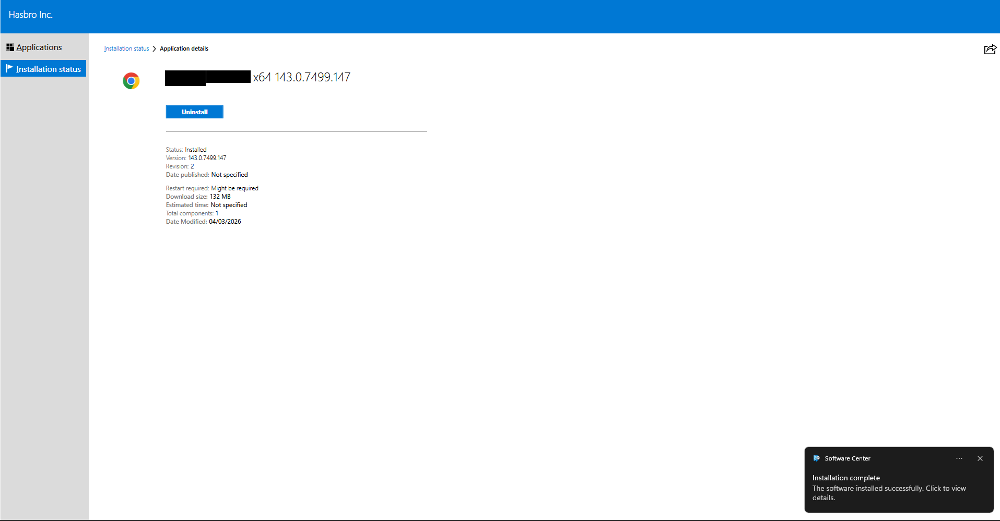 Hasbro Inc.
Applications
Installation status
Installation status > Application details
x64 143.0.7499.147
Uninstall
Status: Installed
Version: 143.0.7499.147
Revision: 2
Date published: Not specified
Restart required: Might be required
Download size: 132 MB
Estimated time: Not specified
Total components: 1
Date Modified: 04/03/2026
Software Center
Installation complete
The software installed successfully. Click to view
details.